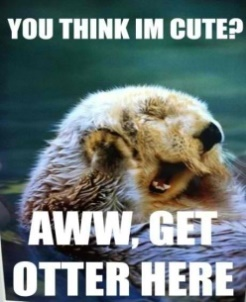 YOU THINK IM CUTE?
AWW, GET
OTTER HERE